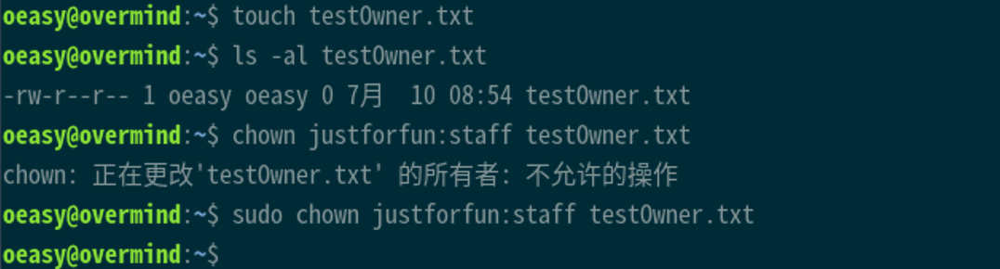 oeasy@overmind:~$ touch testOwner.txt
oeasy@overmind:~$ ls -al testOwner.txt
-rw-r--r-- 1 oeasy oeasy 0 7月  10 08:54 testOwner.txt
oeasy@overmind:~$ chown justforfun:staff testOwner.txt
chown: 正在更改'testOwner.txt' 的所有者: 不允许的操作
oeasy@overmind:~$ sudo chown justforfun:staff testOwner.txt
oeasy@overmind:~$